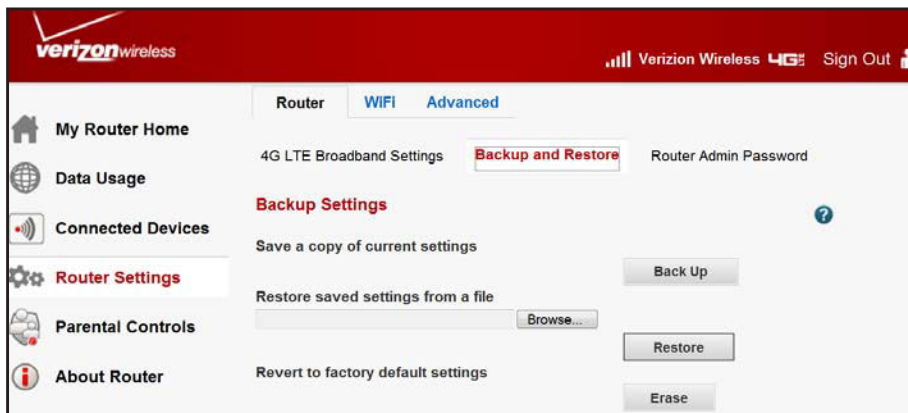 verizonwireless
Verizion Wireless 4G LTE Sign Out
Router WiFi Advanced
My Router Home
4G LTE Broadband Settings Backup and Restore Router Admin Password
Data Usage
Backup Settings
?
Connected Devices
Save a copy of current settings
Back Up
Router Settings
Restore saved settings from a file
Browse...
Parental Controls
Restore
About Router
Revert to factory default settings
Erase